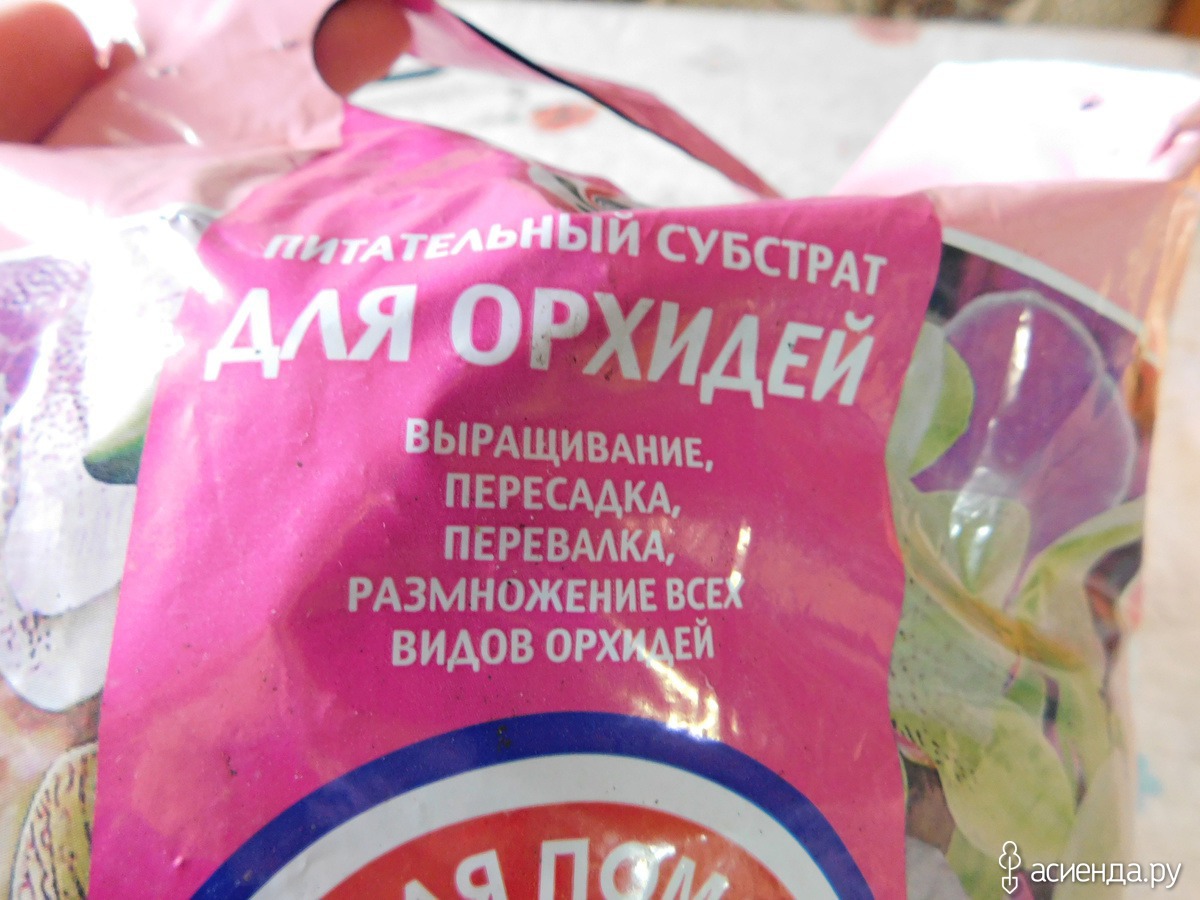 ПИТАТЕЛЬНЫЙ СУБСТРАТ
ДЛЯ ОРХИДЕЙ
ВЫРАЩИВАНИЕ,
ПЕРЕСАДКА,
ПЕРЕВАЛКА,
РАЗМНОЖЕНИЕ ВСЕХ
ВИДОВ ОРХИДЕЙ
асиенда.ру